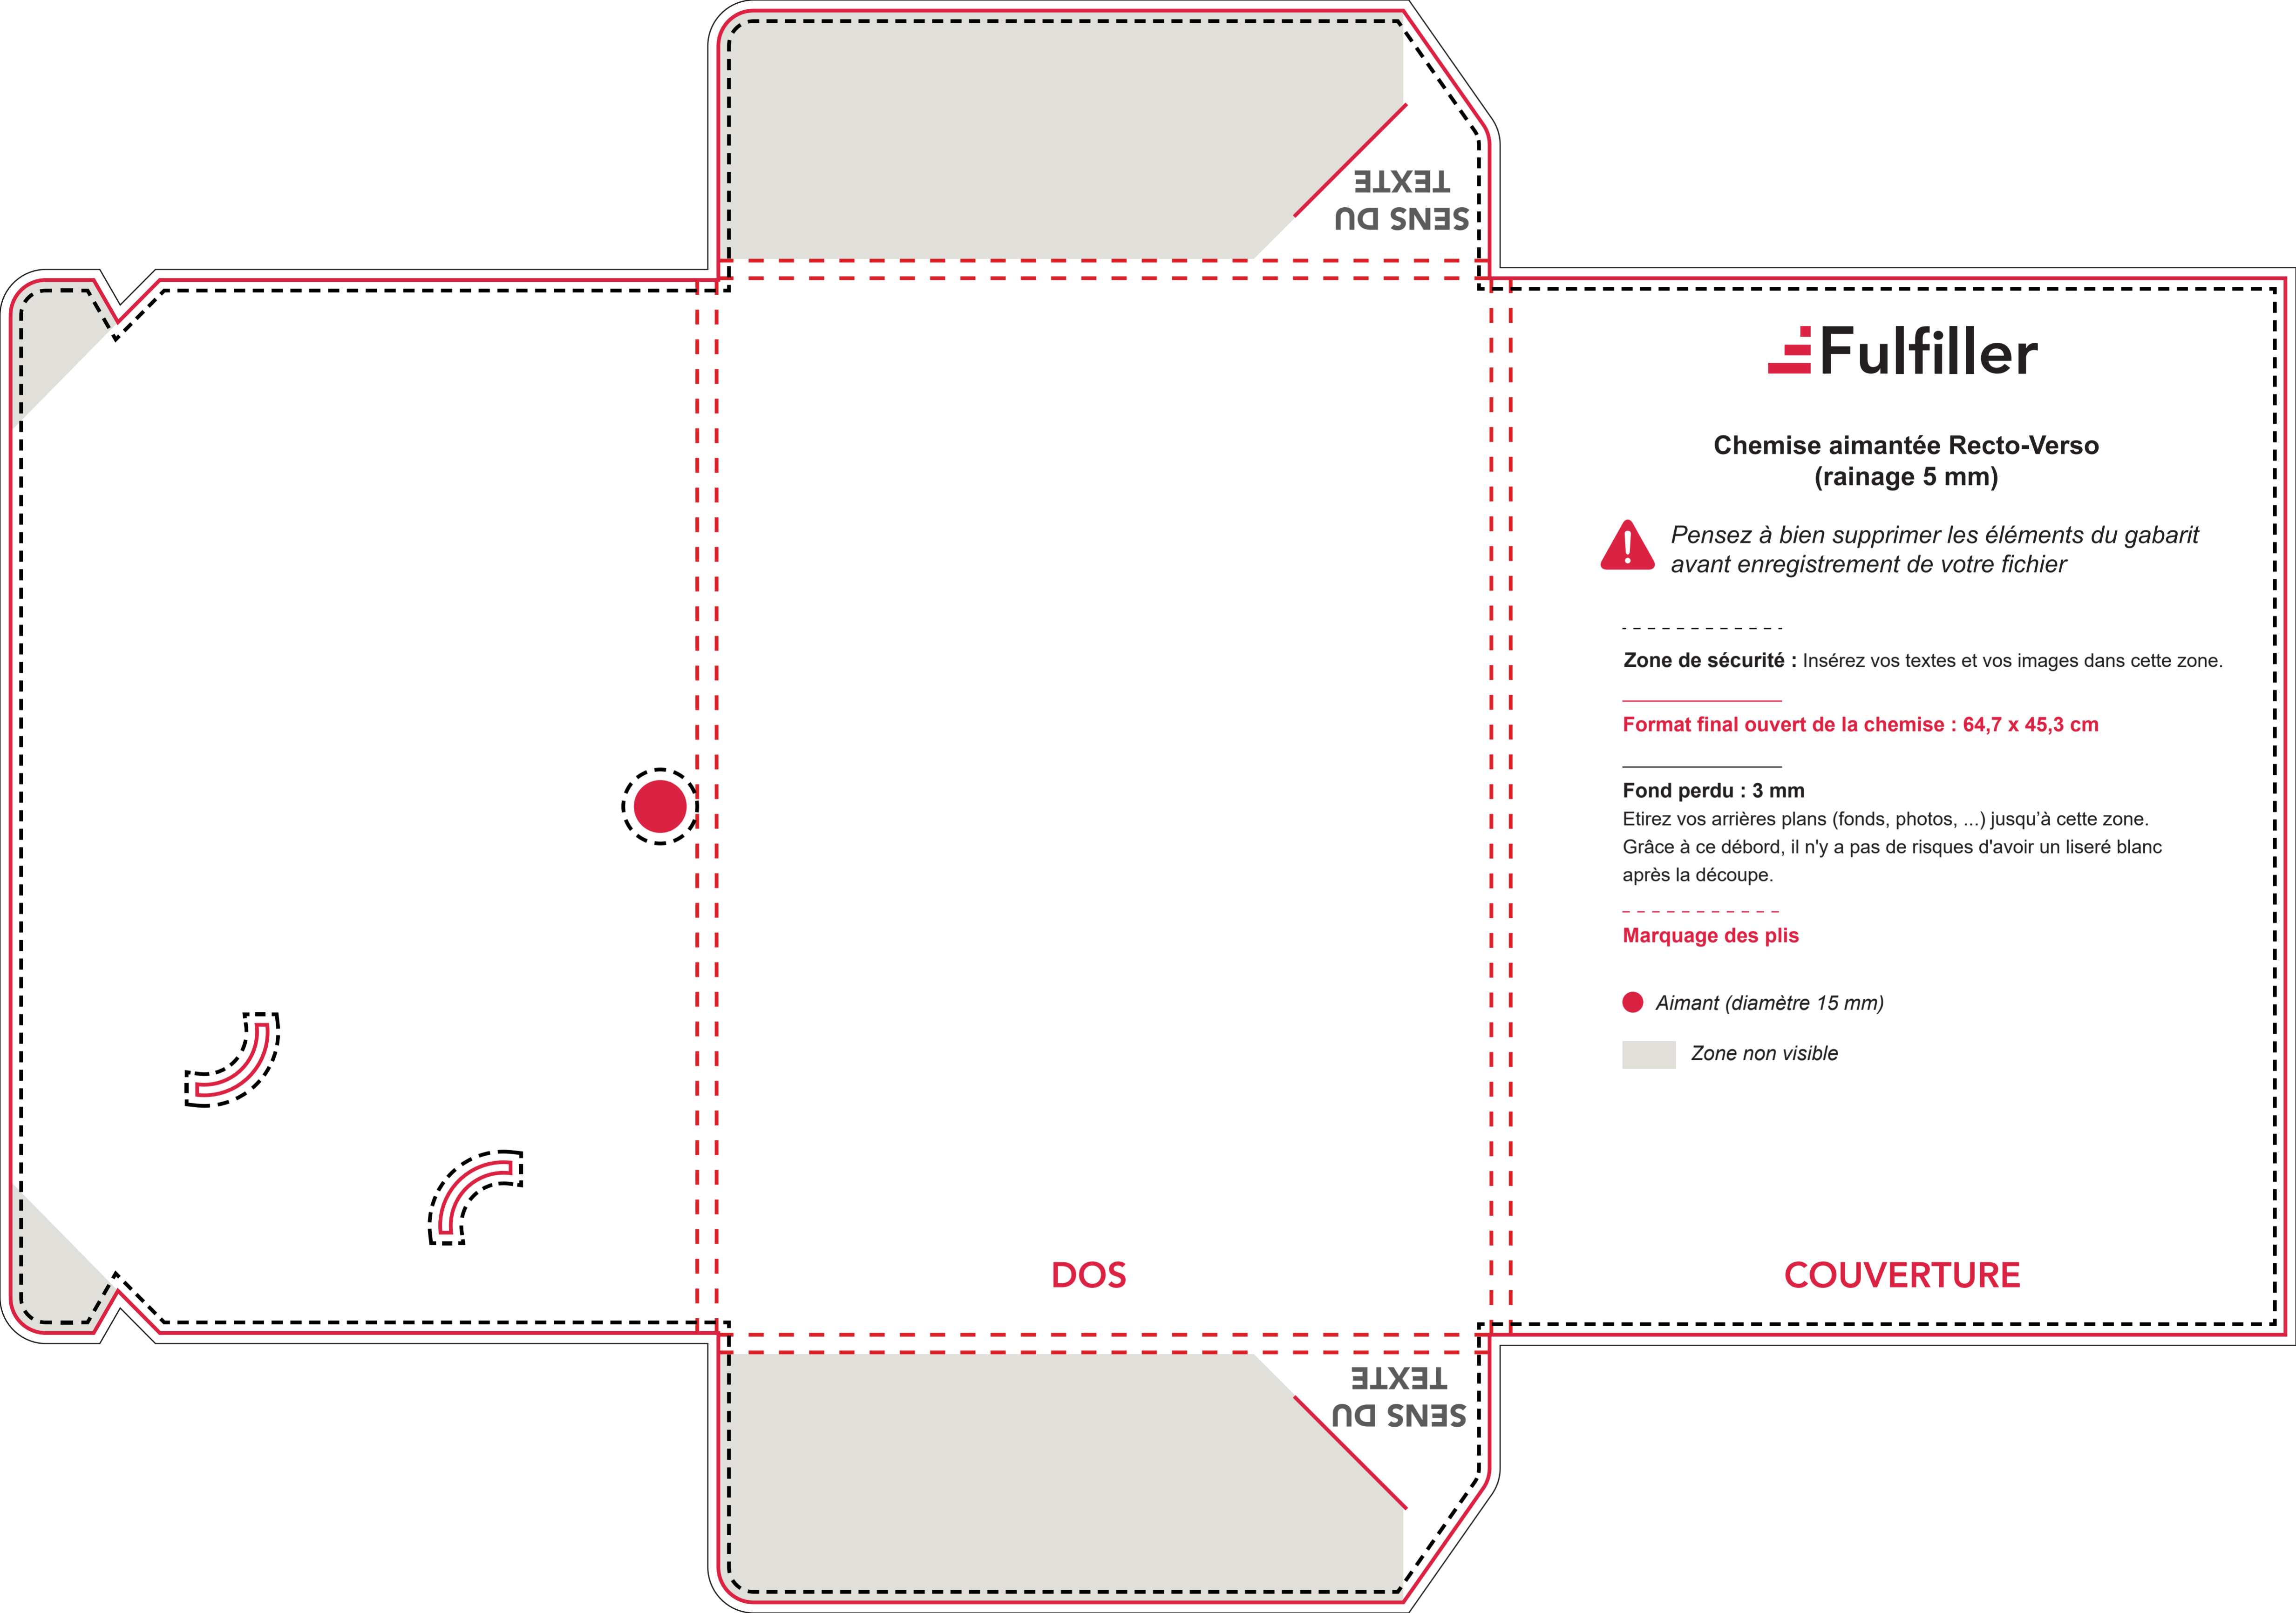 SENS DU
TEXTE
Fulfiller
Chemise aimantée Recto-Verso
(rainage 5 mm)
Pensez à bien supprimer les éléments du gabarit
avant enregistrement de votre fichier
Zone de sécurité : Insérez vos textes et vos images dans cette zone.
Format final ouvert de la chemise : 64,7 x 45,3 cm
Fond perdu : 3 mm
Etirez vos arrières plans (fonds, photos, ...) jusqu’à cette zone.
Grâce à ce débord, il n'y a pas de risques d'avoir un liseré blanc
après la découpe.
Marquage des plis
Aimant (diamètre 15 mm)
Zone non visible
DOS
COUVERTURE
SENS DU
TEXTE